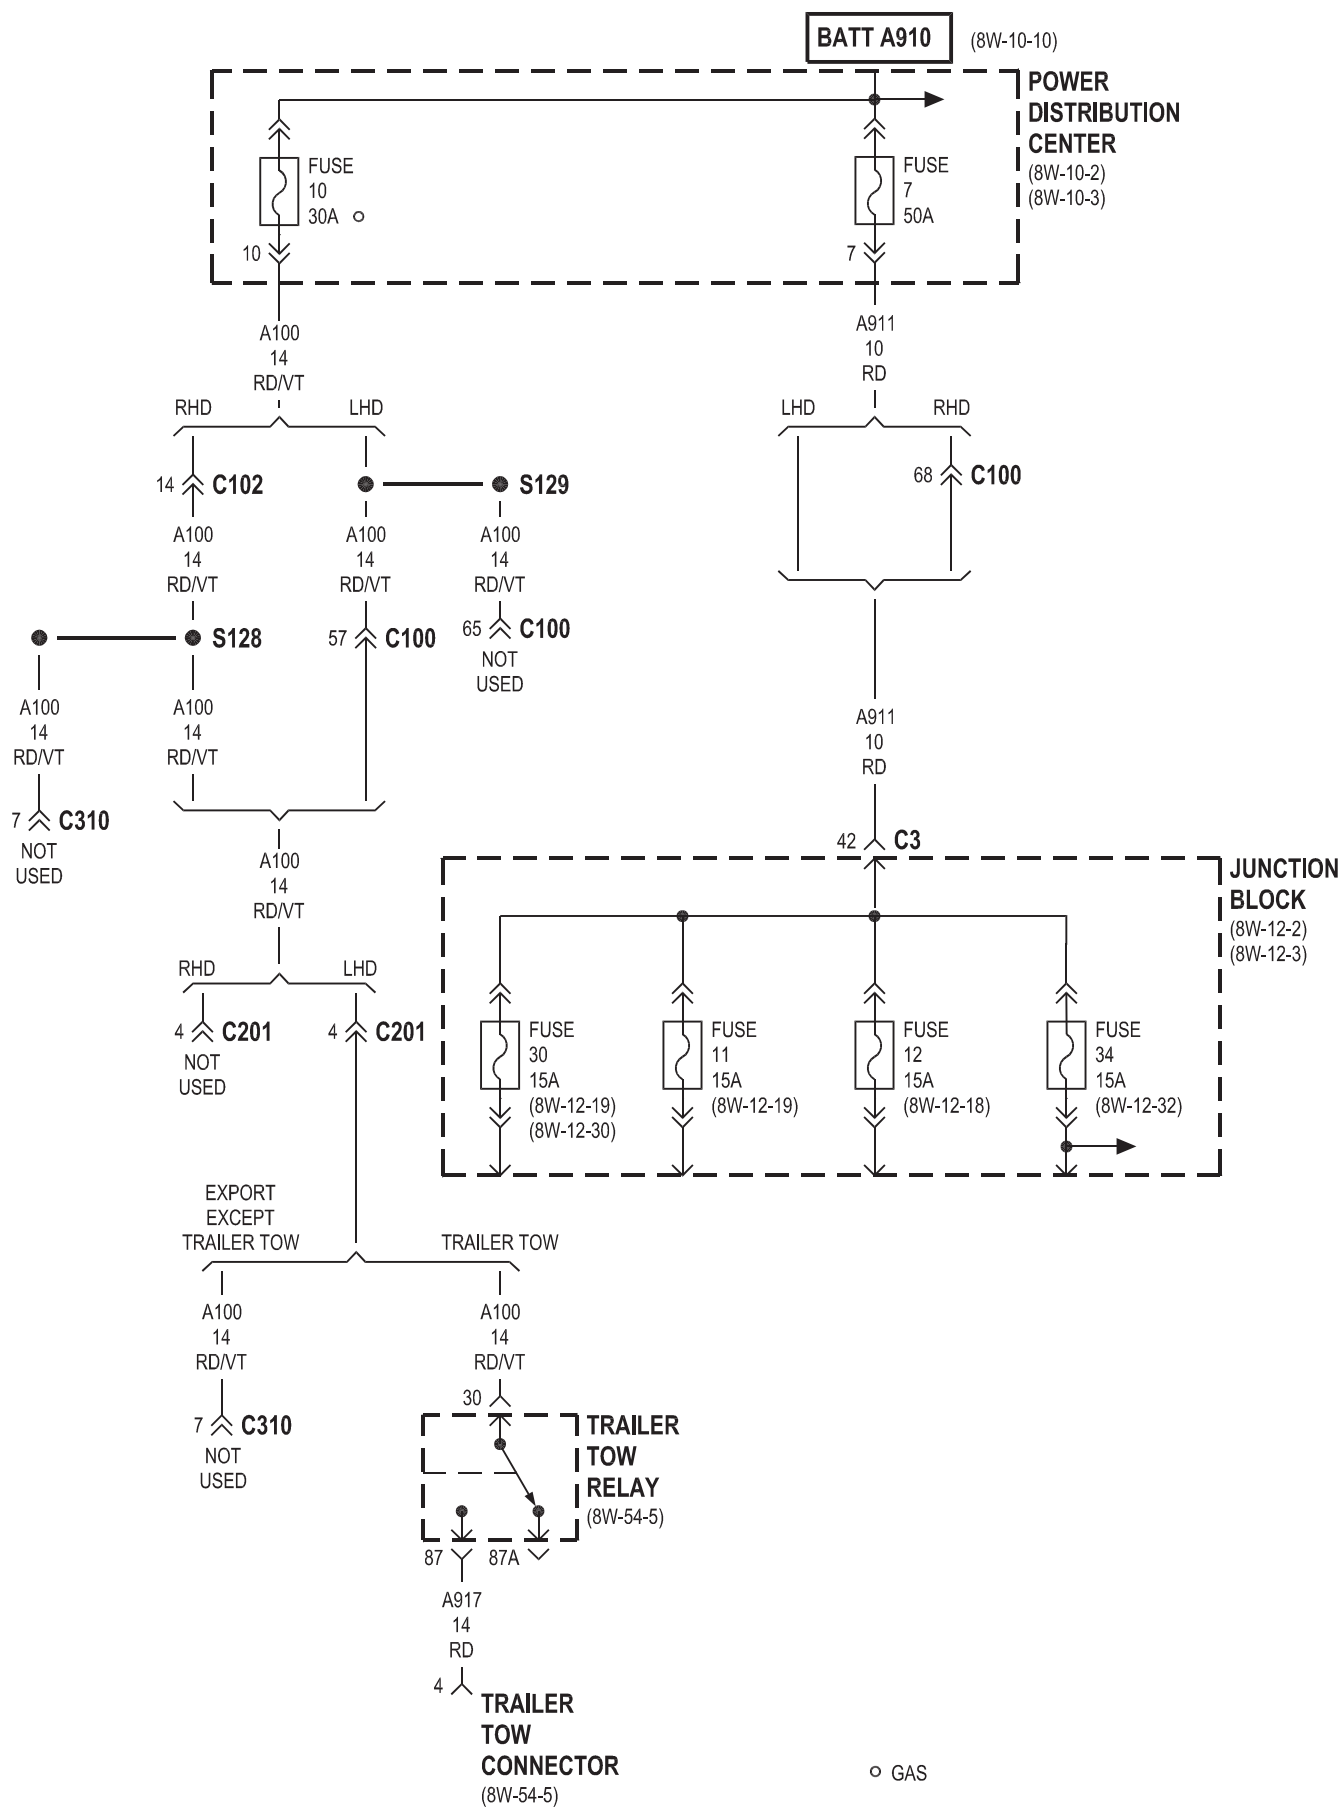 BATT A910 (8W-10-10)
POWER
DISTRIBUTION
CENTER
(8W-10-2)
(8W-10-3)
FUSE
10
30A
10
FUSE
7
50A
7
A100
14
RD/VT
A911
10
RD
RHD LHD
LHD RHD
14 C102
S129
68 C100
A100
14
RD/VT
A100
14
RD/VT
A100
14
RD/VT
S128
57 C100
65 C100
NOT
USED
A100
14
RD/VT
A100
14
RD/VT
A911
10
RD
7 C310
NOT
USED
42 C3
A100
14
RD/VT
JUNCTION
BLOCK
(8W-12-2)
(8W-12-3)
RHD LHD
4 C201
NOT
USED
4 C201
FUSE
30
15A
(8W-12-19)
(8W-12-30)
FUSE
11
15A
(8W-12-19)
FUSE
12
15A
(8W-12-18)
FUSE
34
15A
(8W-12-32)
EXPORT
EXCEPT
TRAILER TOW
TRAILER TOW
A100
14
RD/VT
A100
14
RD/VT
7 C310
NOT
USED
30
TRAILER
TOW
RELAY
(8W-54-5)
87 87A
A917
14
RD
4
TRAILER
TOW
CONNECTOR
(8W-54-5)
GAS